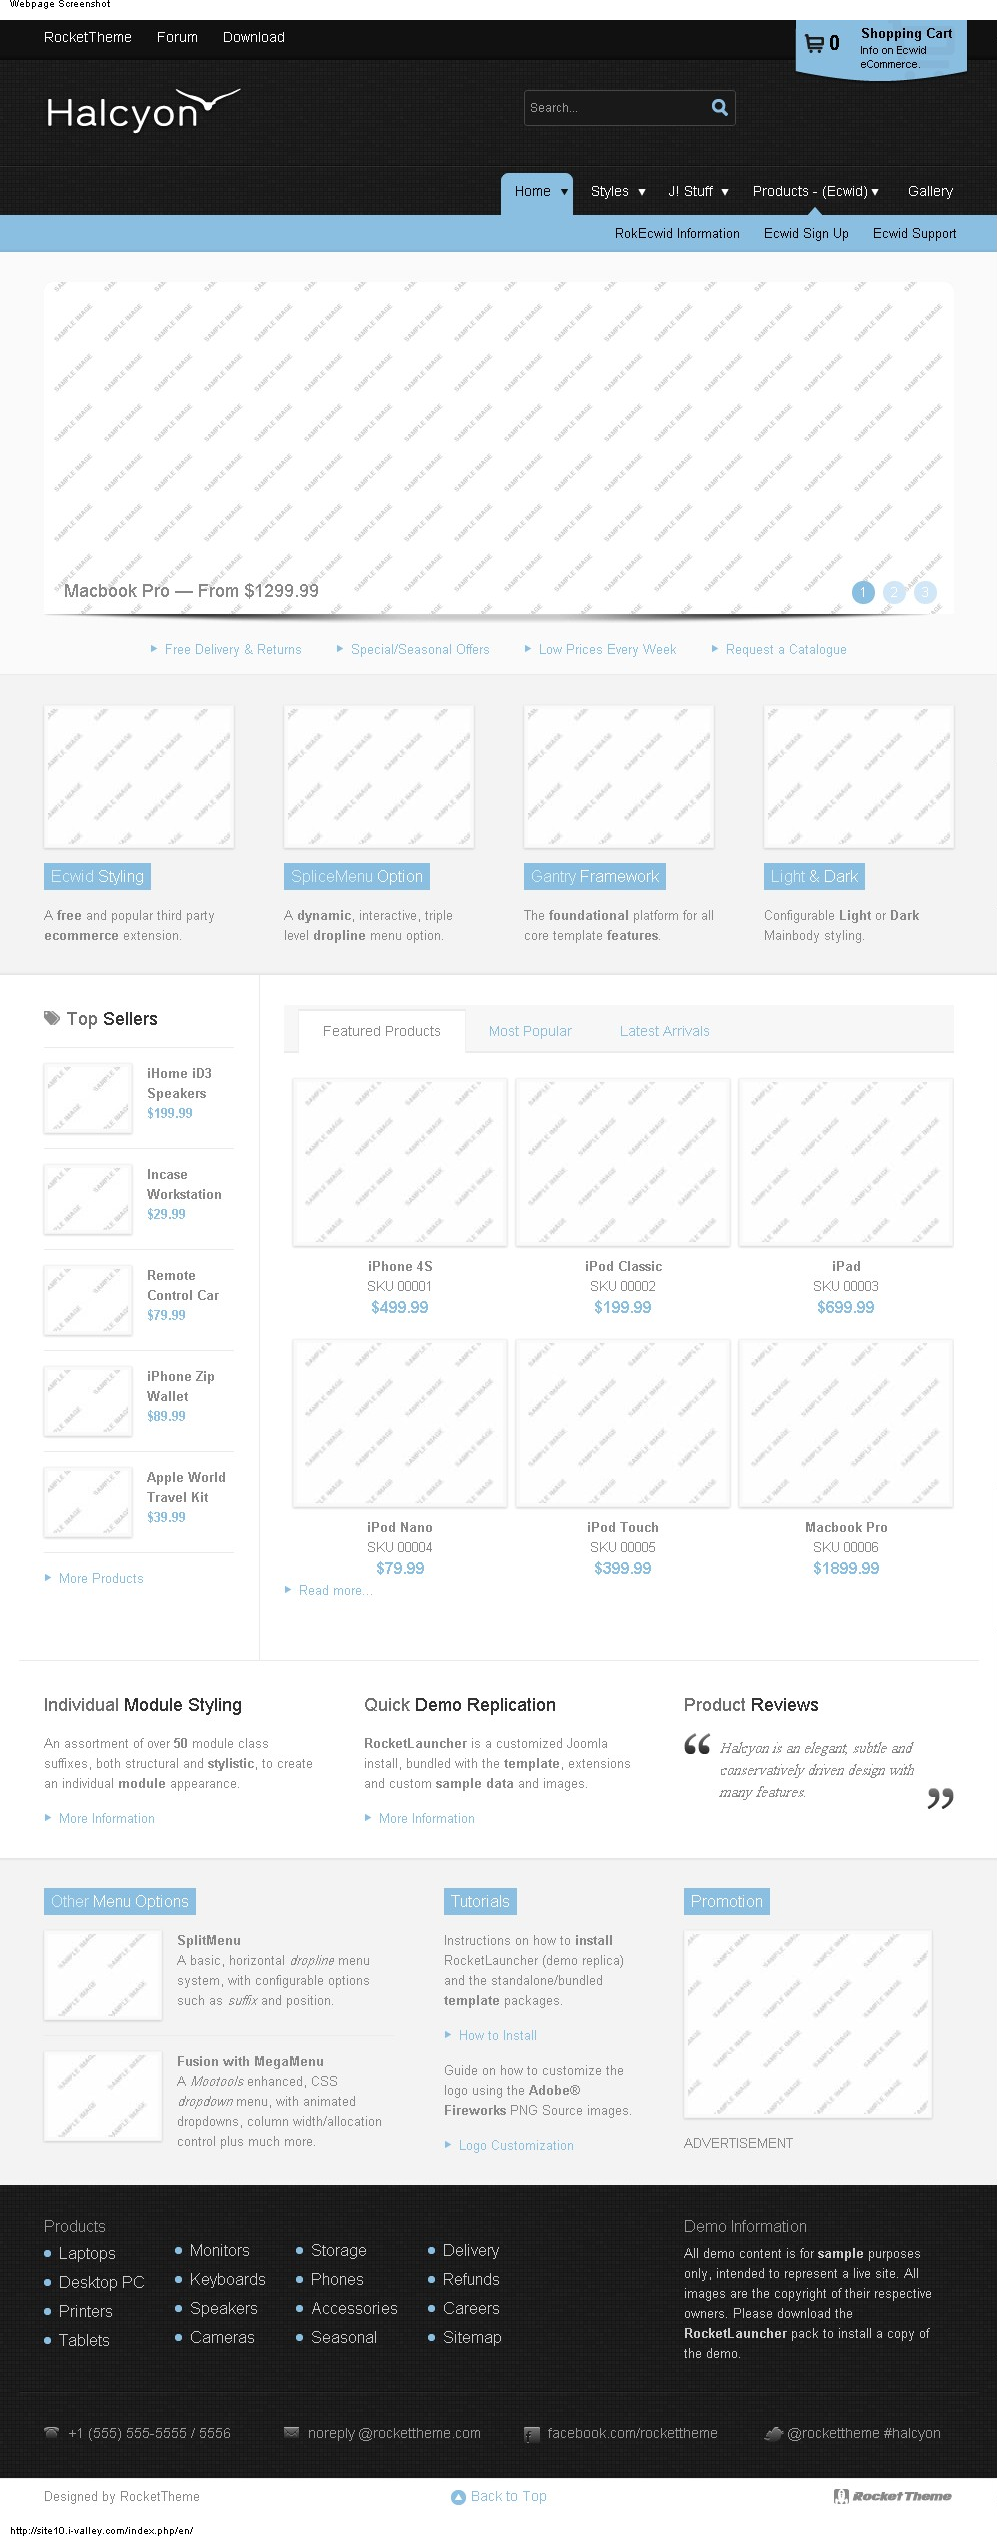 Webpage Screenshot
RocketTheme Forum Download
0 Shopping Cart
Info on Ecwid
eCommerce.
Halcyon
Search...
Home Styles J! Stuff Products - (Ecwid) Gallery
RokEcwid Information Ecwid Sign Up Ecwid Support
SAMPLE IMAGE
Macbook Pro — From $1299.99
1 2 3
Free Delivery & Returns Special/Seasonal Offers Low Prices Every Week Request a Catalogue
Ecwid Styling
A free and popular third party
ecommerce extension.
SpliceMenu Option
A dynamic, interactive, triple
level dropline menu option.
Gantry Framework
The foundational platform for all
core template features.
Light & Dark
Configurable Light or Dark
Mainbody styling.
Top Sellers
iHome iD3
Speakers
$199.99
Incase
Workstation
$29.99
Remote
Control Car
$79.99
iPhone Zip
Wallet
$89.99
Apple World
Travel Kit
$39.99
More Products
Featured Products Most Popular Latest Arrivals
iPhone 4S
SKU 00001
$499.99
iPod Classic
SKU 00002
$199.99
iPad
SKU 00003
$699.99
iPod Nano
SKU 00004
$79.99
iPod Touch
SKU 00005
$399.99
Macbook Pro
SKU 00006
$1899.99
Read more...
Individual Module Styling
An assortment of over 50 module class
suffixes, both structural and stylistic, to create
an individual module appearance.
More Information
Quick Demo Replication
RocketLauncher is a customized Joomla
install, bundled with the template, extensions
and custom sample data and images.
More Information
Product Reviews
“ Halcyon is an elegant, subtle and
conservatively driven design with
many features. ”
Other Menu Options
SplitMenu
A basic, horizontal dropline menu
system, with configurable options
such as suffix and position.
Fusion with MegaMenu
A Mootools enhanced, CSS
dropdown menu, with animated
dropdowns, column width/allocation
control plus much more.
Tutorials
Instructions on how to install
RocketLauncher (demo replica)
and the standalone/bundled
template packages.
How to Install
Guide on how to customize the
logo using the Adobe®
Fireworks PNG Source images.
Logo Customization
Promotion
ADVERTISEMENT
Products
Laptops
Desktop PC
Printers
Tablets
Monitors
Keyboards
Speakers
Cameras
Storage
Phones
Accessories
Seasonal
Delivery
Refunds
Careers
Sitemap
Demo Information
All demo content is for sample purposes
only, intended to represent a live site. All
images are the copyright of their respective
owners. Please download the
RocketLauncher pack to install a copy of
the demo.
+1 (555) 555-5555 / 5556 noreply@rockettheme.com facebook.com/rockettheme @rockettheme #halcyon
Designed by RocketTheme Back to Top RocketTheme
http://site10.i-valley.com/index.php/en/